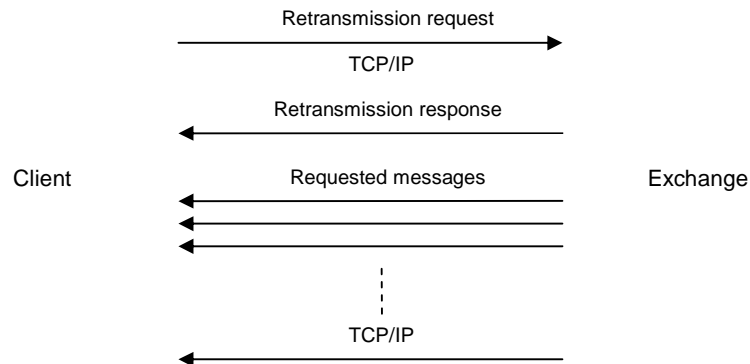 Retransmission request
TCP/IP
Retransmission response
Client
Requested messages
Exchange
TCP/IP